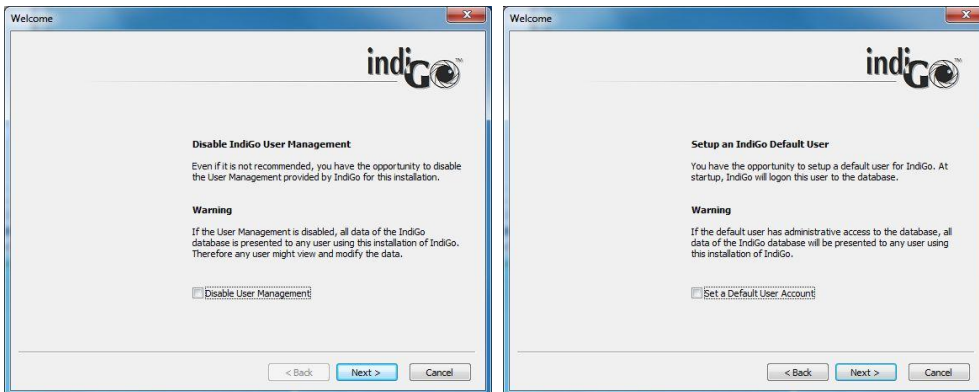 Welcome
indiGo™
Disable IndiGo User Management
Even if it is not recommended, you have the opportunity to disable
the User Management provided by IndiGo for this installation.
Warning
If the User Management is disabled, all data of the IndiGo
database is presented to any user using this installation of IndiGo.
Therefore any user might view and modify the data.
Disable User Management
< Back
Next >
Cancel
Welcome
indiGo™
Setup an IndiGo Default User
You have the opportunity to setup a default user for IndiGo. At
startup, IndiGo will logon this user to the database.
Warning
If the default user has administrative access to the database, all
data of the IndiGo database will be presented to any user using
this installation of IndiGo.
Set a Default User Account
< Back
Next >
Cancel